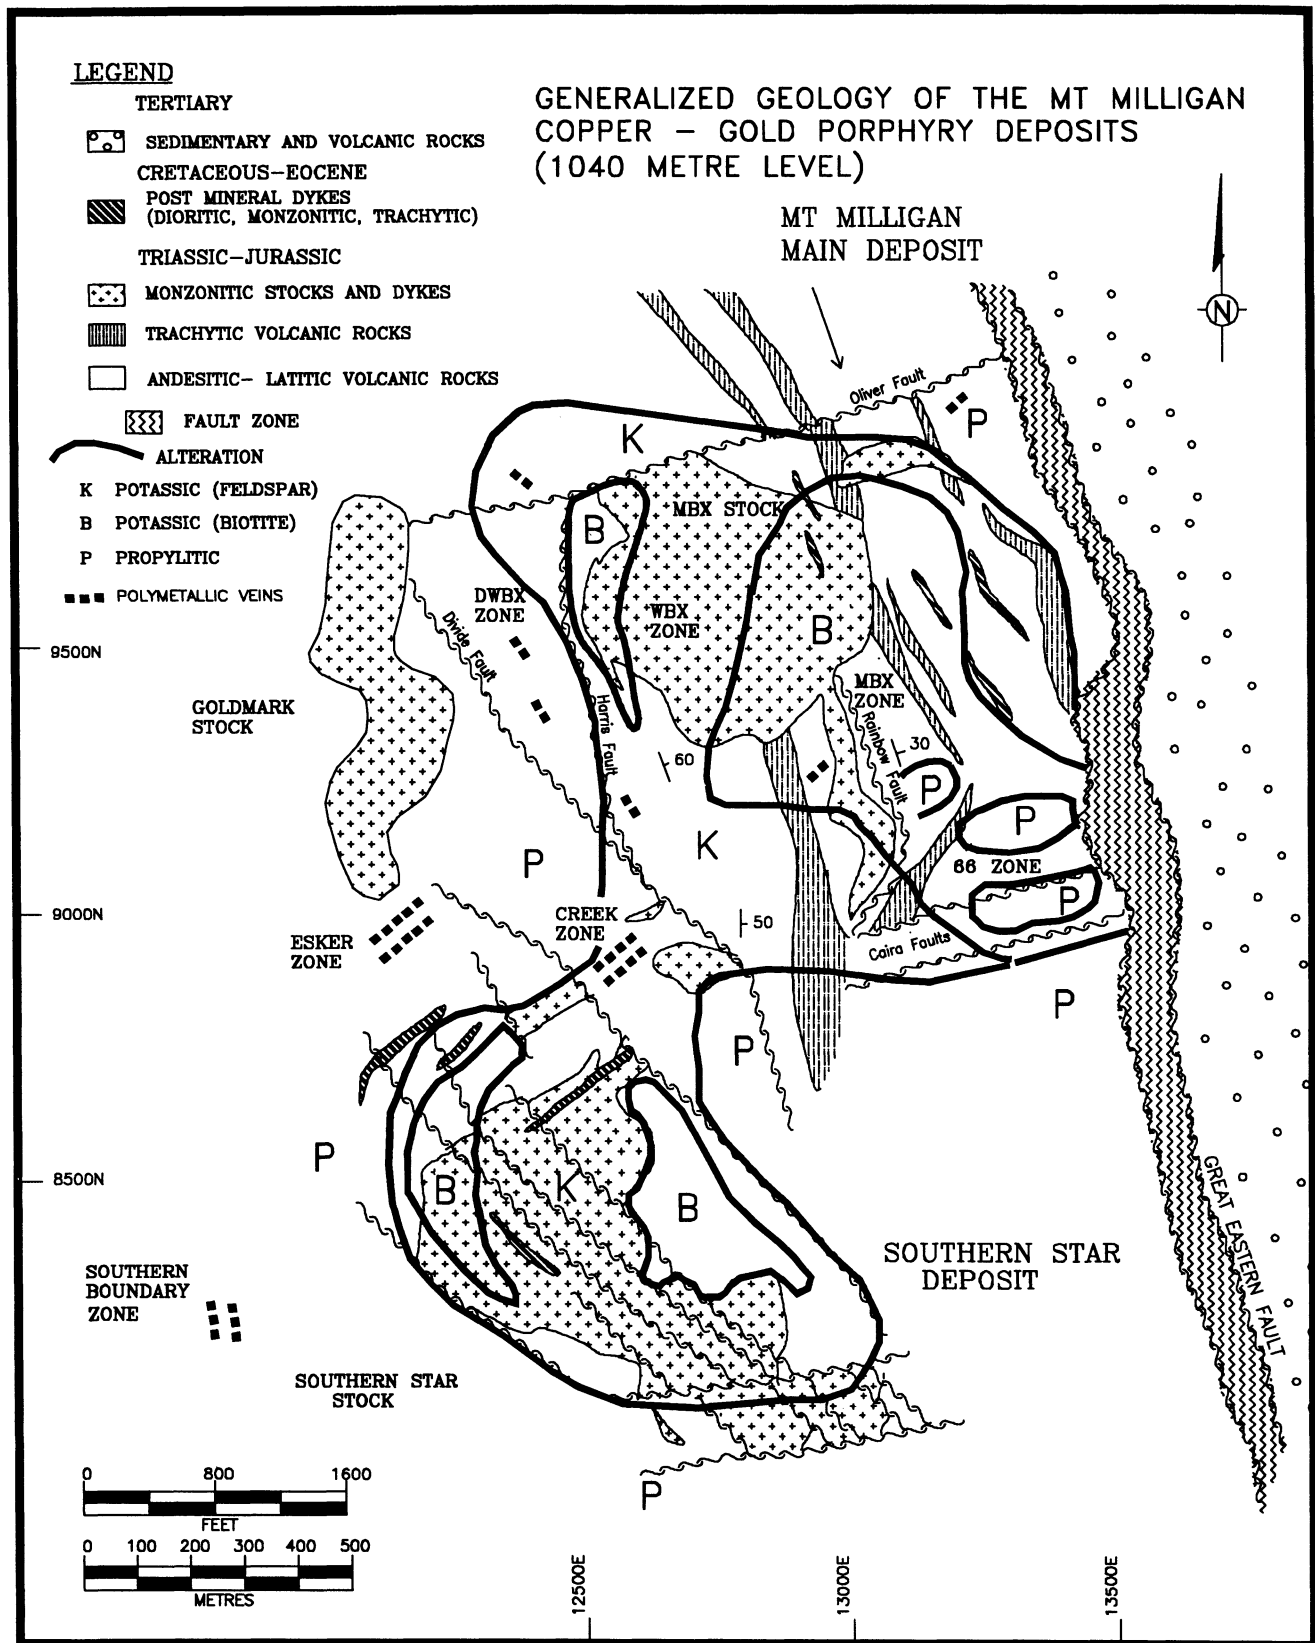 LEGEND
TERTIARY
SEDIMENTARY AND VOLCANIC ROCKS
CRETACEOUS-EOCENE
POST MINERAL DYKES
(DIORITIC, MONZONITIC, TRACHYTIC)
TRIASSIC-JURASSIC
MONZONITIC STOCKS AND DYKES
TRACHYTIC VOLCANIC ROCKS
ANDESITIC- LATITIC VOLCANIC ROCKS
FAULT ZONE
ALTERATION
K POTASSIC (FELDSPAR)
B POTASSIC (BIOTITE)
P PROPYLITIC
POLYMETALLIC VEINS
GENERALIZED GEOLOGY OF THE MT MILLIGAN
COPPER - GOLD PORPHYRY DEPOSITS
(1040 METRE LEVEL)
MT MILLIGAN
MAIN DEPOSIT
N
Oliver Fault
P
K
MBX STOCK
B
DWBX
ZONE
WBX
ZONE
B
Divide Fault
9500N
MBX
ZONE
GOLDMARK
STOCK
Harris Fault
Rainbow Fault
30
60
P
P
K
P
66 ZONE
P
9000N
CREEK
ZONE
50
ESKER
ZONE
Caira Faults
P
P
P
8500N
B
K
B
GREAT EASTERN FAULT
SOUTHERN STAR
DEPOSIT
SOUTHERN
BOUNDARY
ZONE
SOUTHERN STAR
STOCK
P
0 800 1600
FEET
0 100 200 300 400 500
METRES
12500E
13000E
13500E